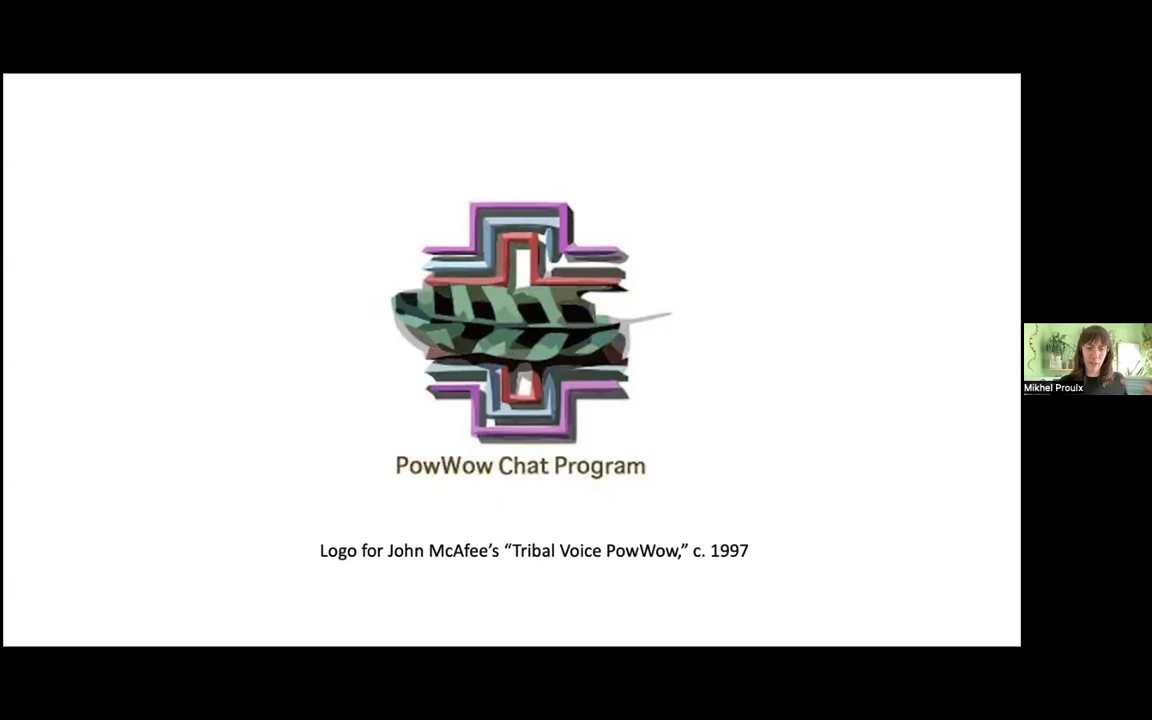 PowWow Chat Program
Logo for John McAfee’s “Tribal Voice PowWow,” c. 1997
Mikhel Proulx